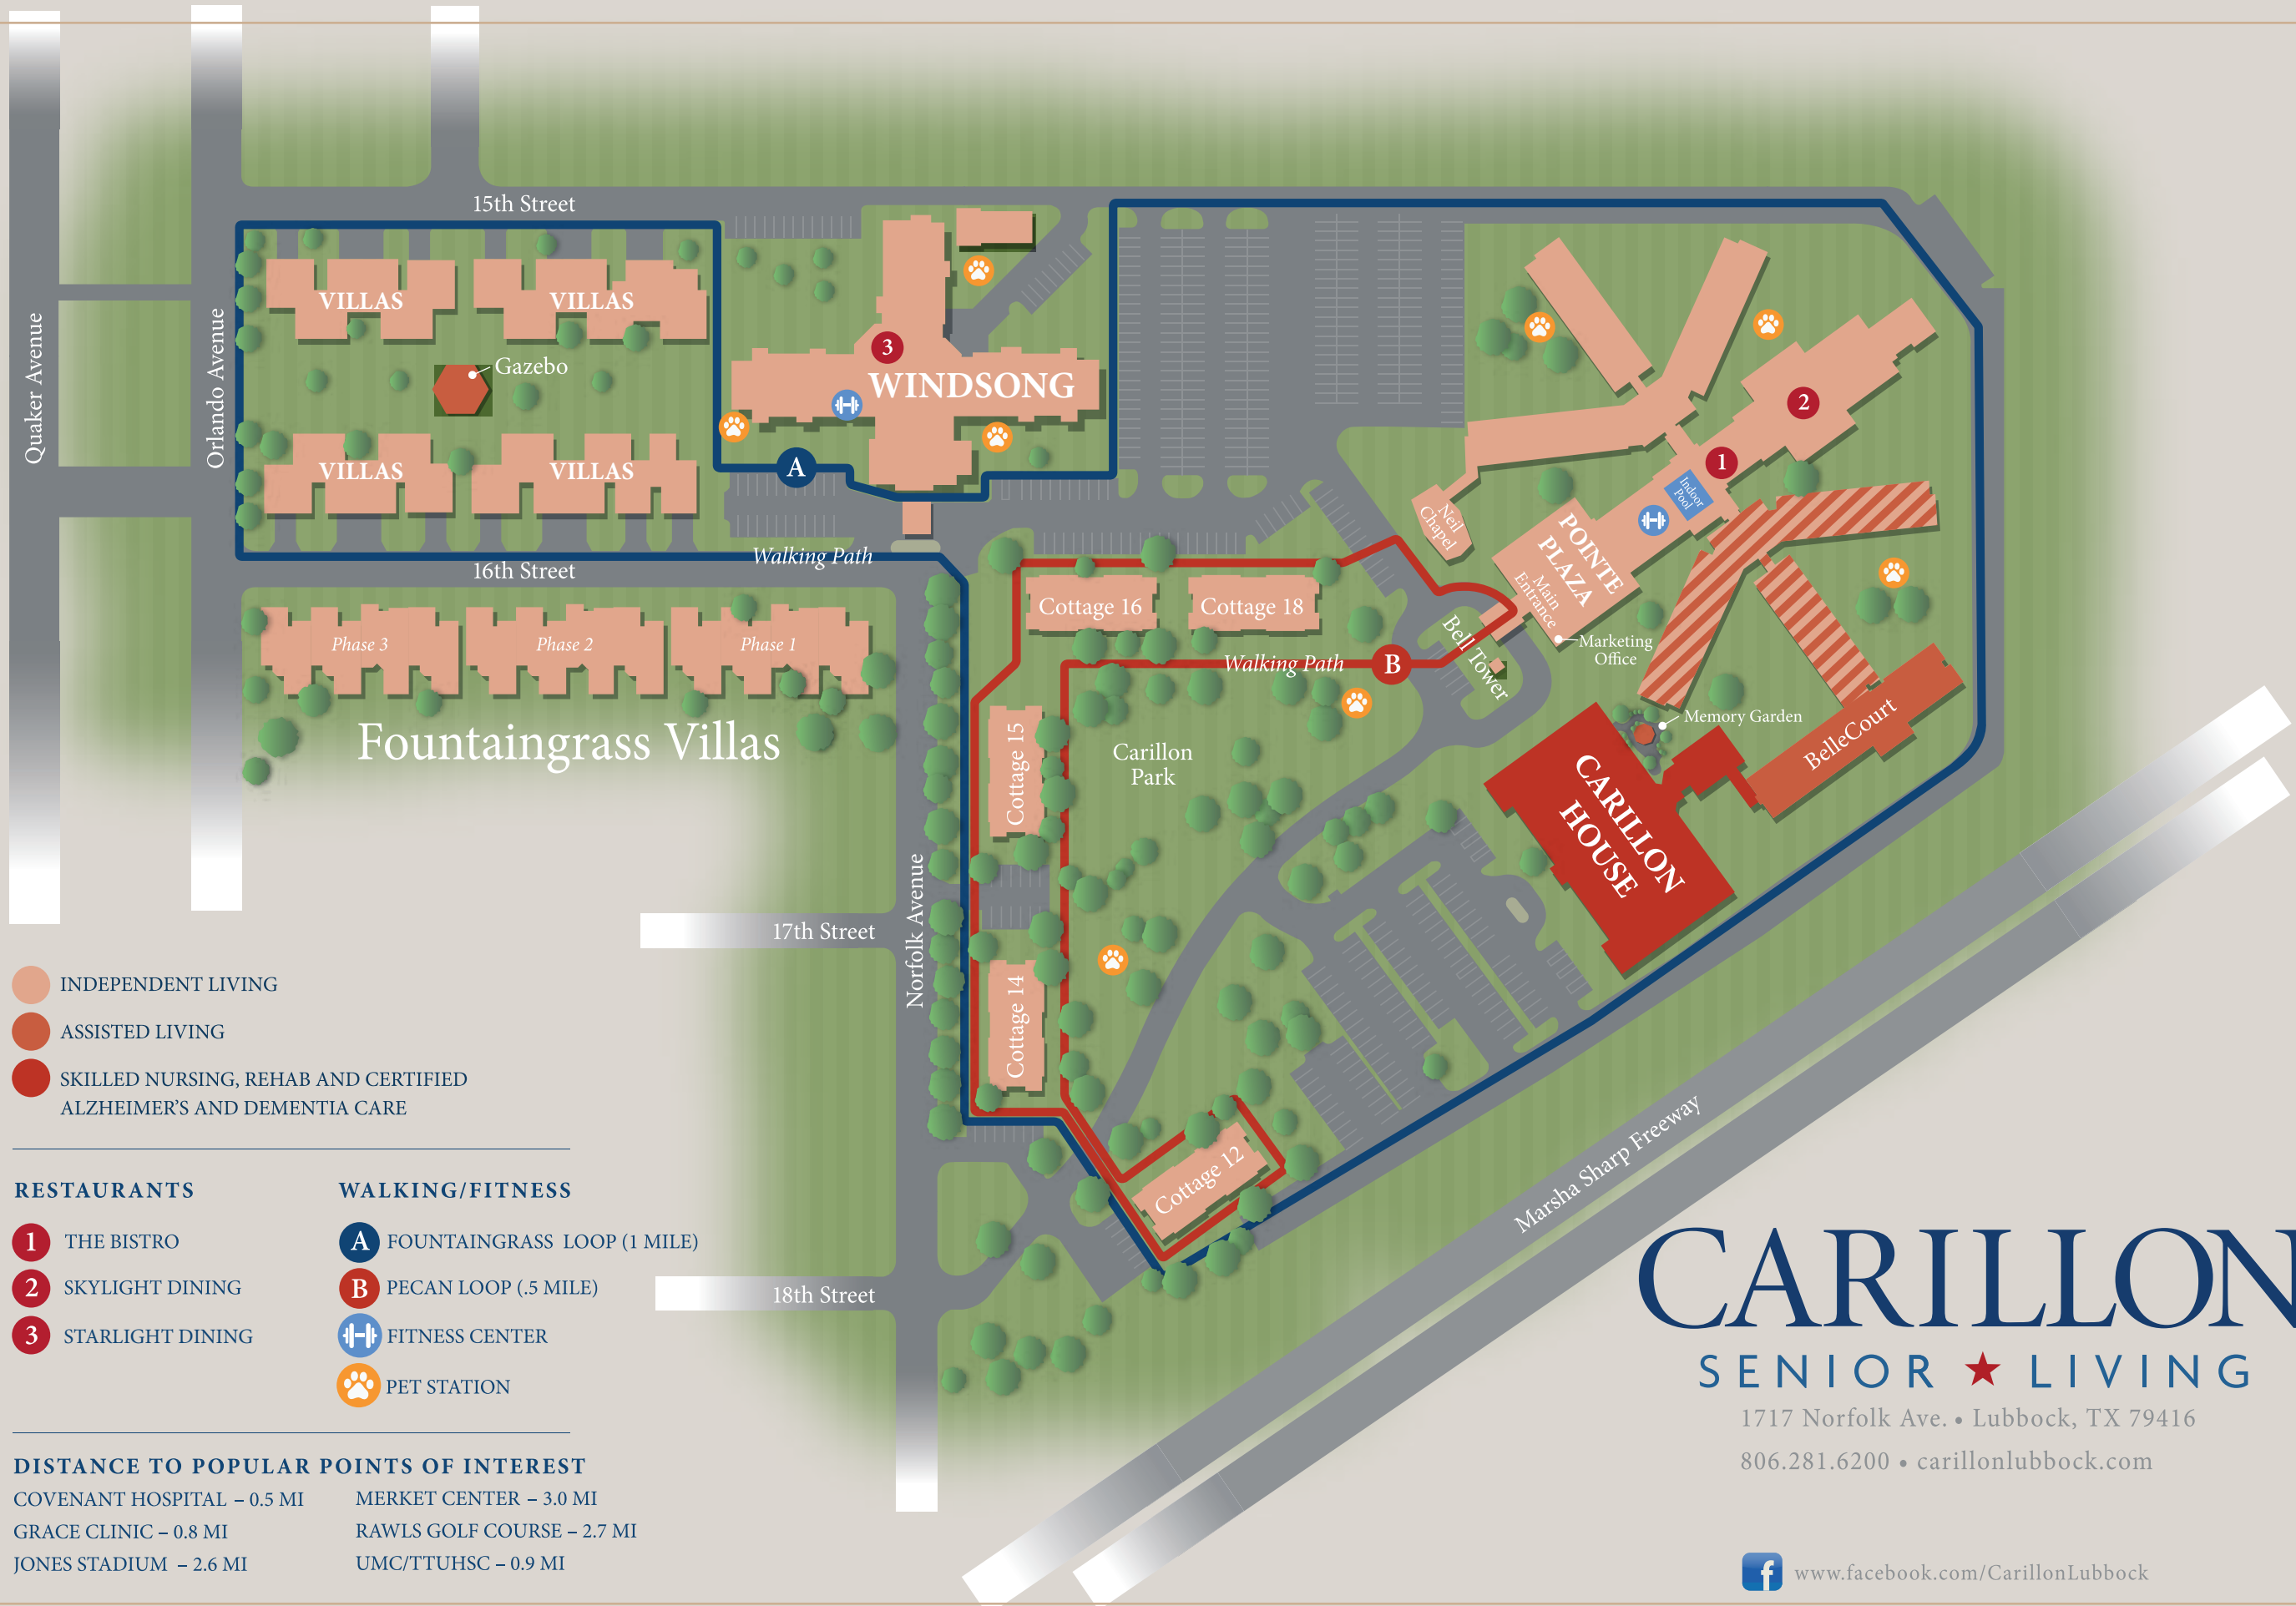 15th Street
Quaker Avenue
Orlando Avenue
VILLAS
VILLAS
Gazebo
VILLAS
VILLAS
3
WINDSONG
A
Walking Path
16th Street
Phase 3
Phase 2
Phase 1
Fountaingrass Villas
2
1
Indoor
Pool
Neil
Chapel
POINTE
PLAZA
Main
Entrance
Marketing
Office
Bell Tower
Cottage 16
Cottage 18
Walking Path
B
Cottage 15
Carillon
Park
Memory Garden
BelleCourt
CARILLON
HOUSE
Norfolk Avenue
17th Street
Cottage 14
Cottage 12
18th Street
Marsha Sharp Freeway
INDEPENDENT LIVING
ASSISTED LIVING
SKILLED NURSING, REHAB AND CERTIFIED
ALZHEIMER'S AND DEMENTIA CARE
RESTAURANTS
1 THE BISTRO
2 SKYLIGHT DINING
3 STARLIGHT DINING
WALKING/FITNESS
A FOUNTAINGRASS LOOP (1 MILE)
B PECAN LOOP (.5 MILE)
FITNESS CENTER
PET STATION
DISTANCE TO POPULAR POINTS OF INTEREST
COVENANT HOSPITAL – 0.5 MI
GRACE CLINIC – 0.8 MI
JONES STADIUM – 2.6 MI
MERKET CENTER – 3.0 MI
RAWLS GOLF COURSE – 2.7 MI
UMC/TTUHSC – 0.9 MI
CARILLON
SENIOR ★ LIVING
1717 Norfolk Ave. • Lubbock, TX 79416
806.281.6200 • carillonlubbock.com
f www.facebook.com/CarillonLubbock